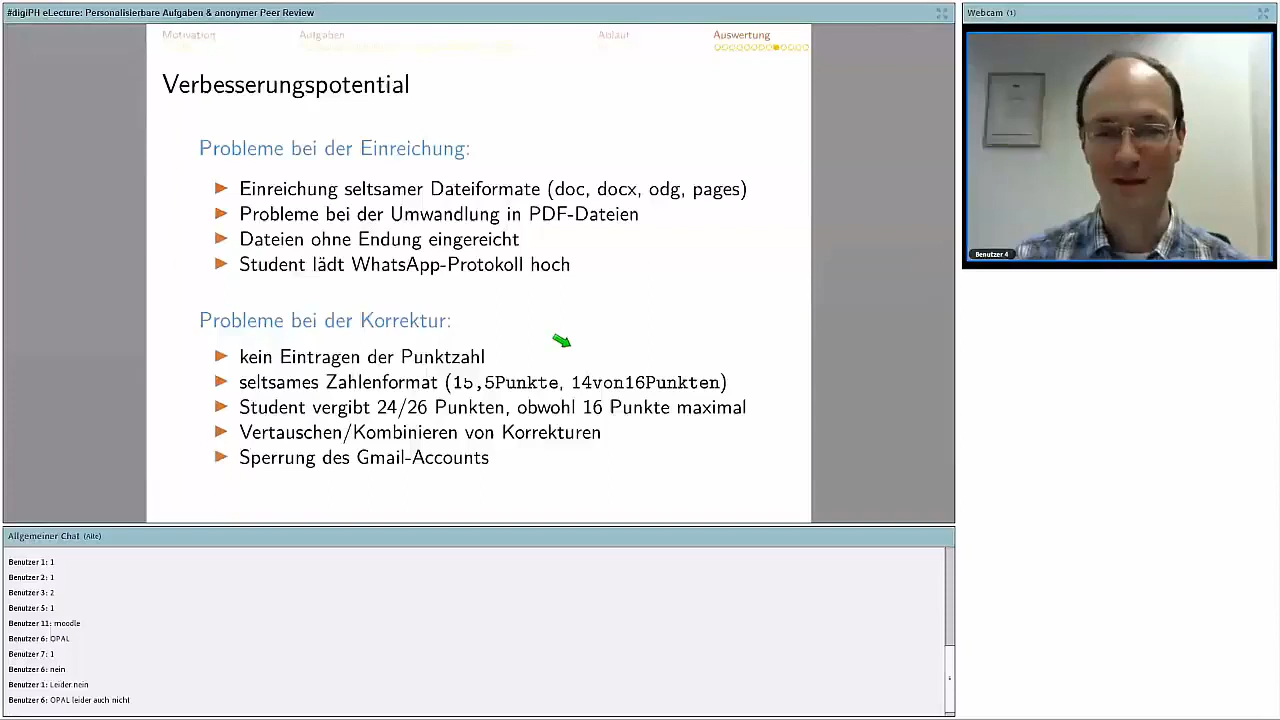 #digiPH eLecture: Personalisierbare Aufgaben & anonymer Peer Review
Webcam (1)
Motivation Aufgaben Ablauf Auswertung
Verbesserungspotential
Probleme bei der Einreichung:
Einreichung seltsamer Dateiformate (doc, docx, odg, pages)
Probleme bei der Umwandlung in PDF-Dateien
Dateien ohne Endung eingereicht
Student lädt WhatsApp-Protokoll hoch
Probleme bei der Korrektur:
kein Eintragen der Punktzahl
seltsames Zahlenformat (15,5Punkte, 14von16Punkten)
Student vergibt 24/26 Punkten, obwohl 16 Punkte maximal
Vertauschen/Kombinieren von Korrekturen
Sperrung des Gmail-Accounts
Benutzer 4
Allgemeiner Chat (Alle)
Benutzer 1: 1
Benutzer 2: 1
Benutzer 3: 2
Benutzer 5: 1
Benutzer 11: moodle
Benutzer 6: OPAL
Benutzer 7: 1
Benutzer 6: nein
Benutzer 1: Leider nein
Benutzer 6: OPAL leider auch nicht